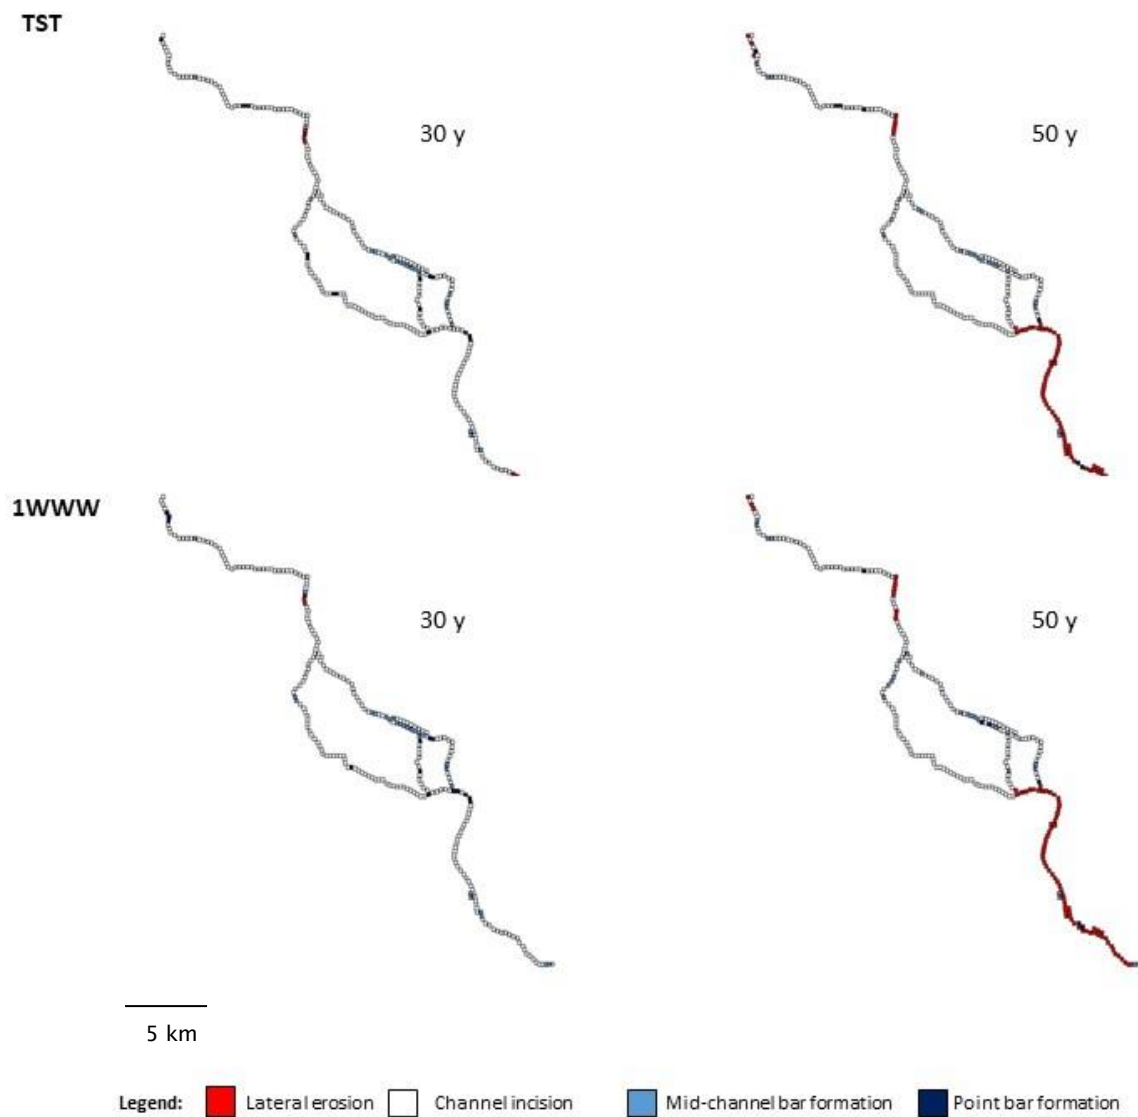 TST
30 y
50 y
1WWW
30 y
50 y
5 km
Legend: Lateral erosion Channel incision Mid-channel bar formation Point bar formation